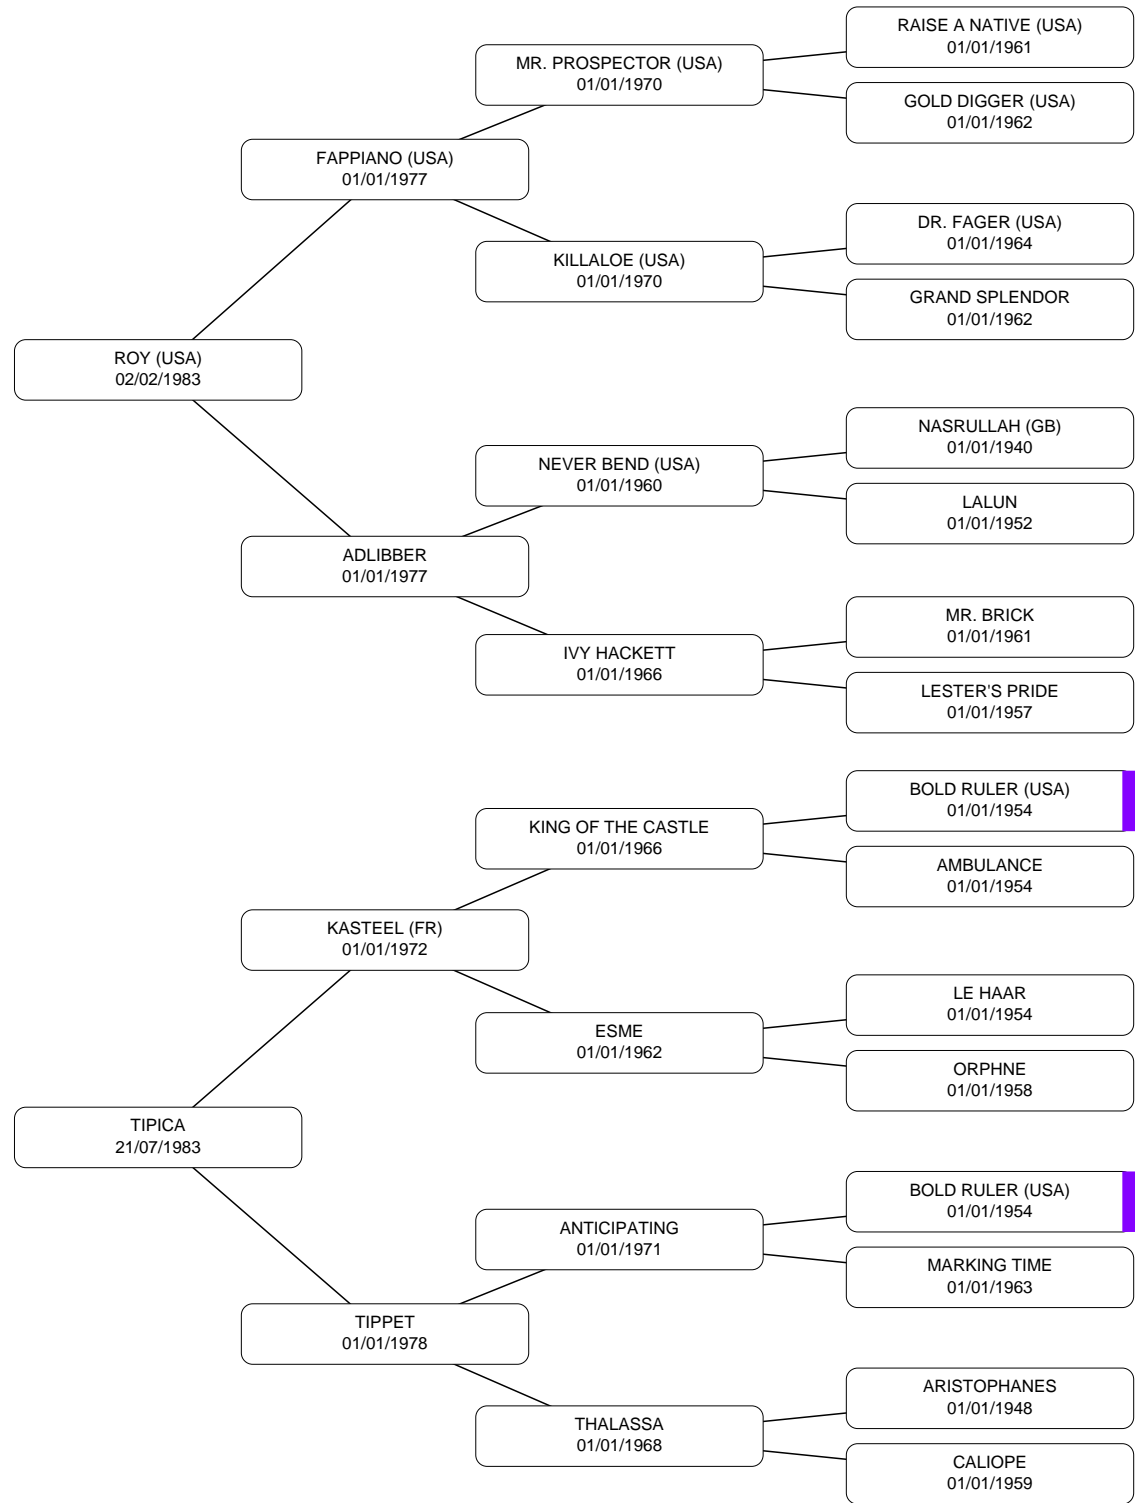 RAISE A NATIVE (USA)
01/01/1961
MR. PROSPECTOR (USA)
01/01/1970
GOLD DIGGER (USA)
01/01/1962
FAPPIANO (USA)
01/01/1977
DR. FAGER (USA)
01/01/1964
KILLALOE (USA)
01/01/1970
GRAND SPLENDOR
01/01/1962
ROY (USA)
02/02/1983
NASRULLAH (GB)
01/01/1940
NEVER BEND (USA)
01/01/1960
LALUN
01/01/1952
ADLIBBER
01/01/1977
MR. BRICK
01/01/1961
IVY HACKETT
01/01/1966
LESTER'S PRIDE
01/01/1957
BOLD RULER (USA)
01/01/1954
KING OF THE CASTLE
01/01/1966
AMBULANCE
01/01/1954
KASTEEL (FR)
01/01/1972
LE HAAR
01/01/1954
ESME
01/01/1962
ORPHNE
01/01/1958
TIPICA
21/07/1983
BOLD RULER (USA)
01/01/1954
ANTICIPATING
01/01/1971
MARKING TIME
01/01/1963
TIPPET
01/01/1978
ARISTOPHANES
01/01/1948
THALASSA
01/01/1968
CALIOPE
01/01/1959